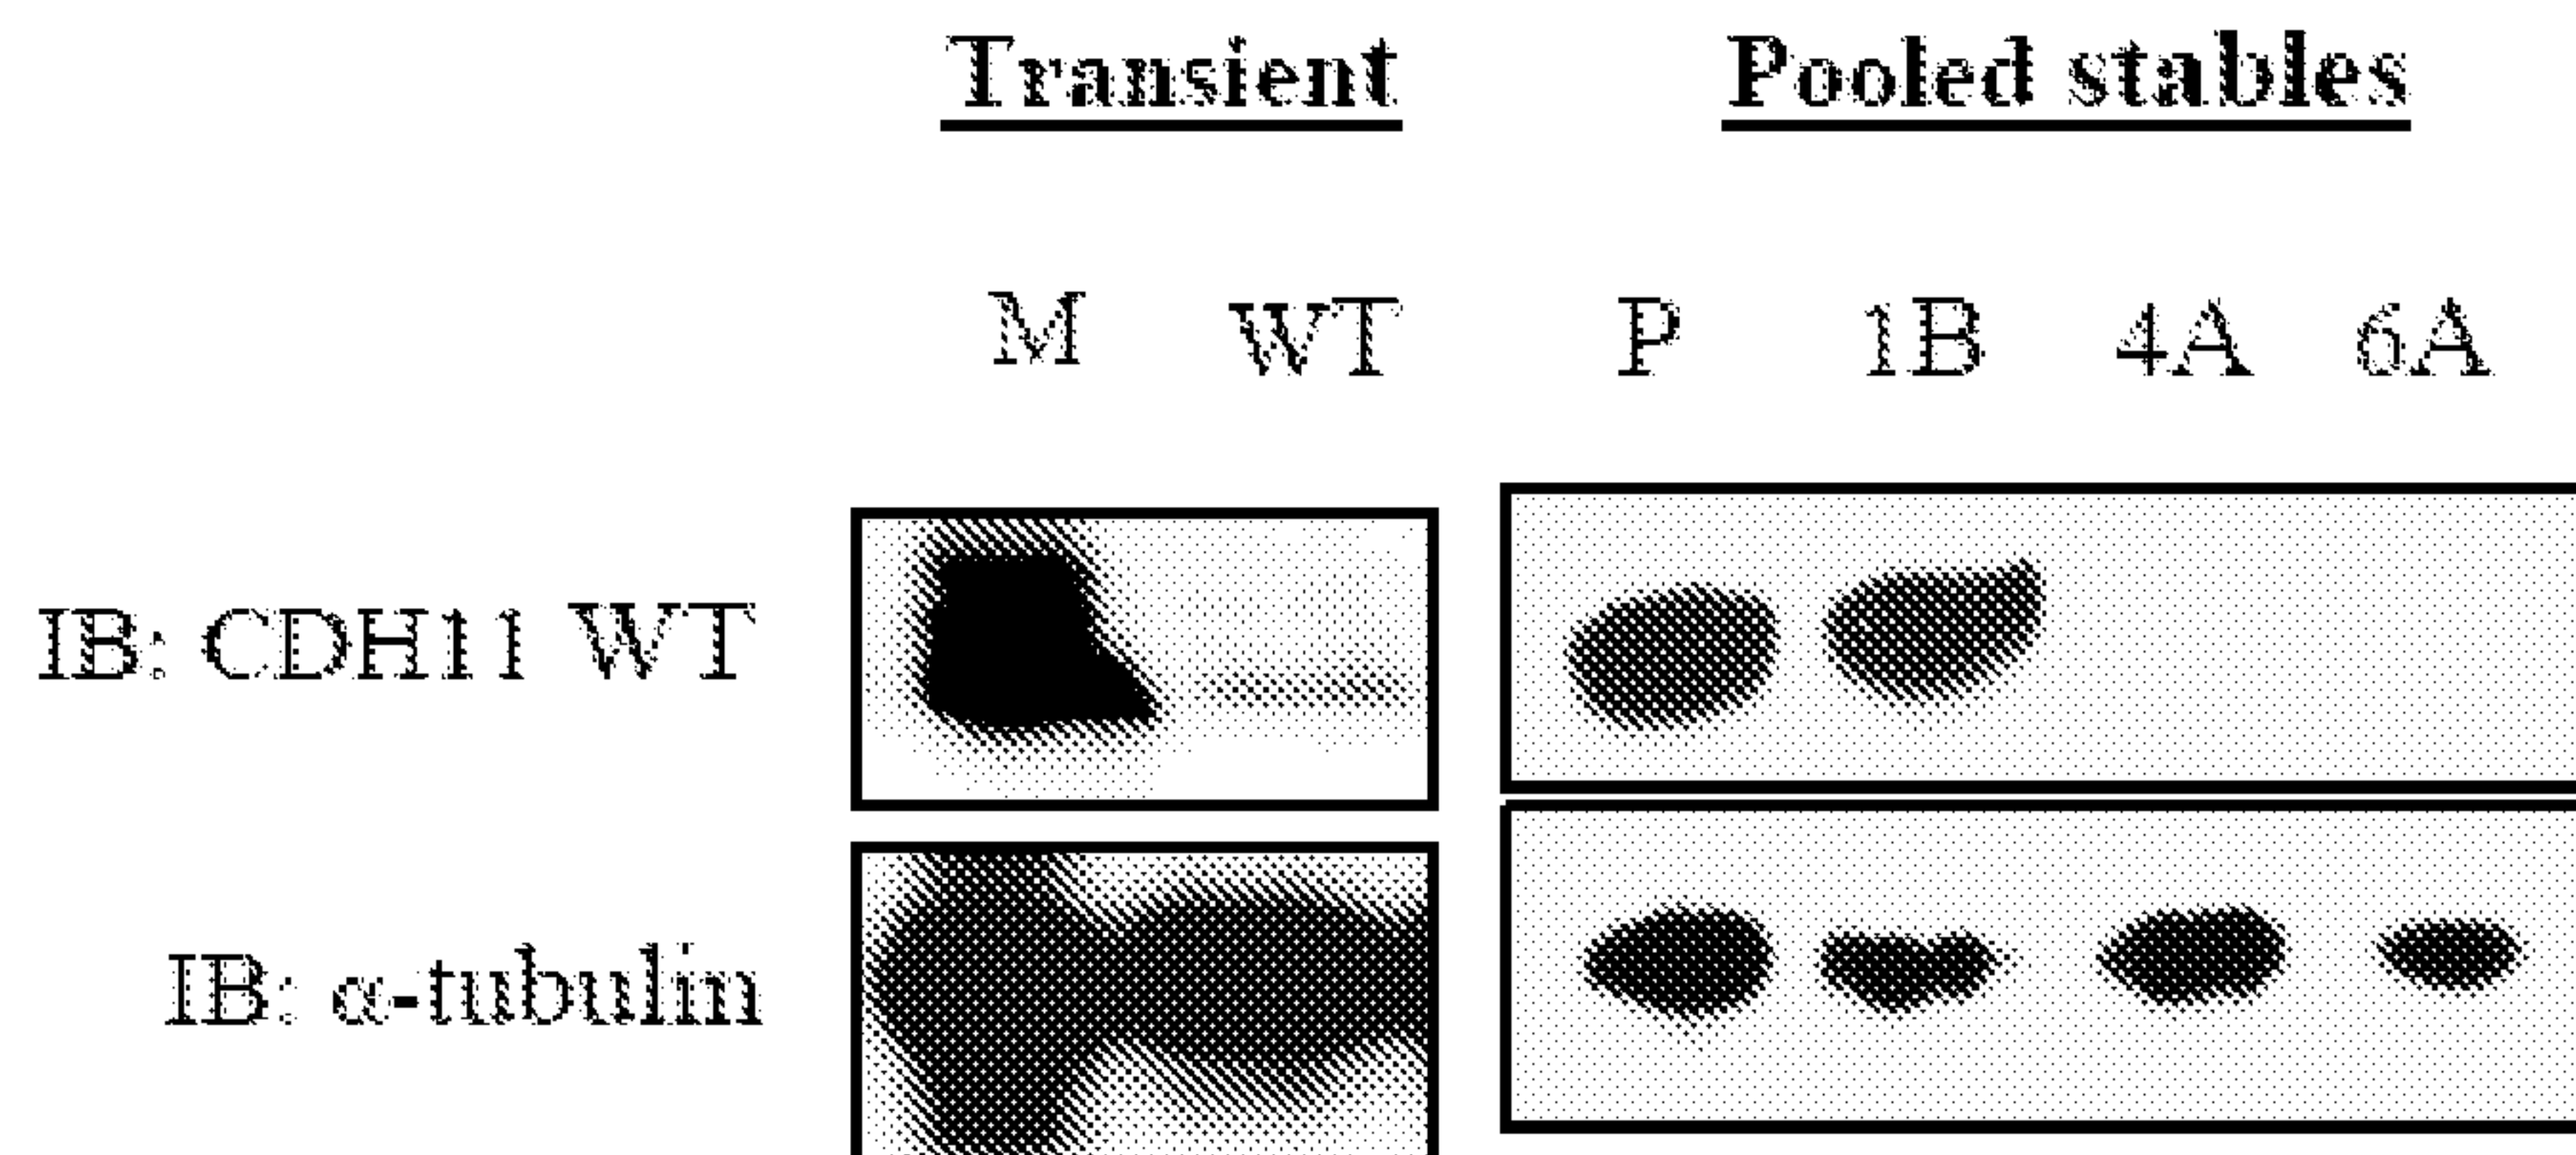 Transient Pooled stables
M WT P 1B 4A 6A
IB: CDH11 WT
IB: α-tubulin